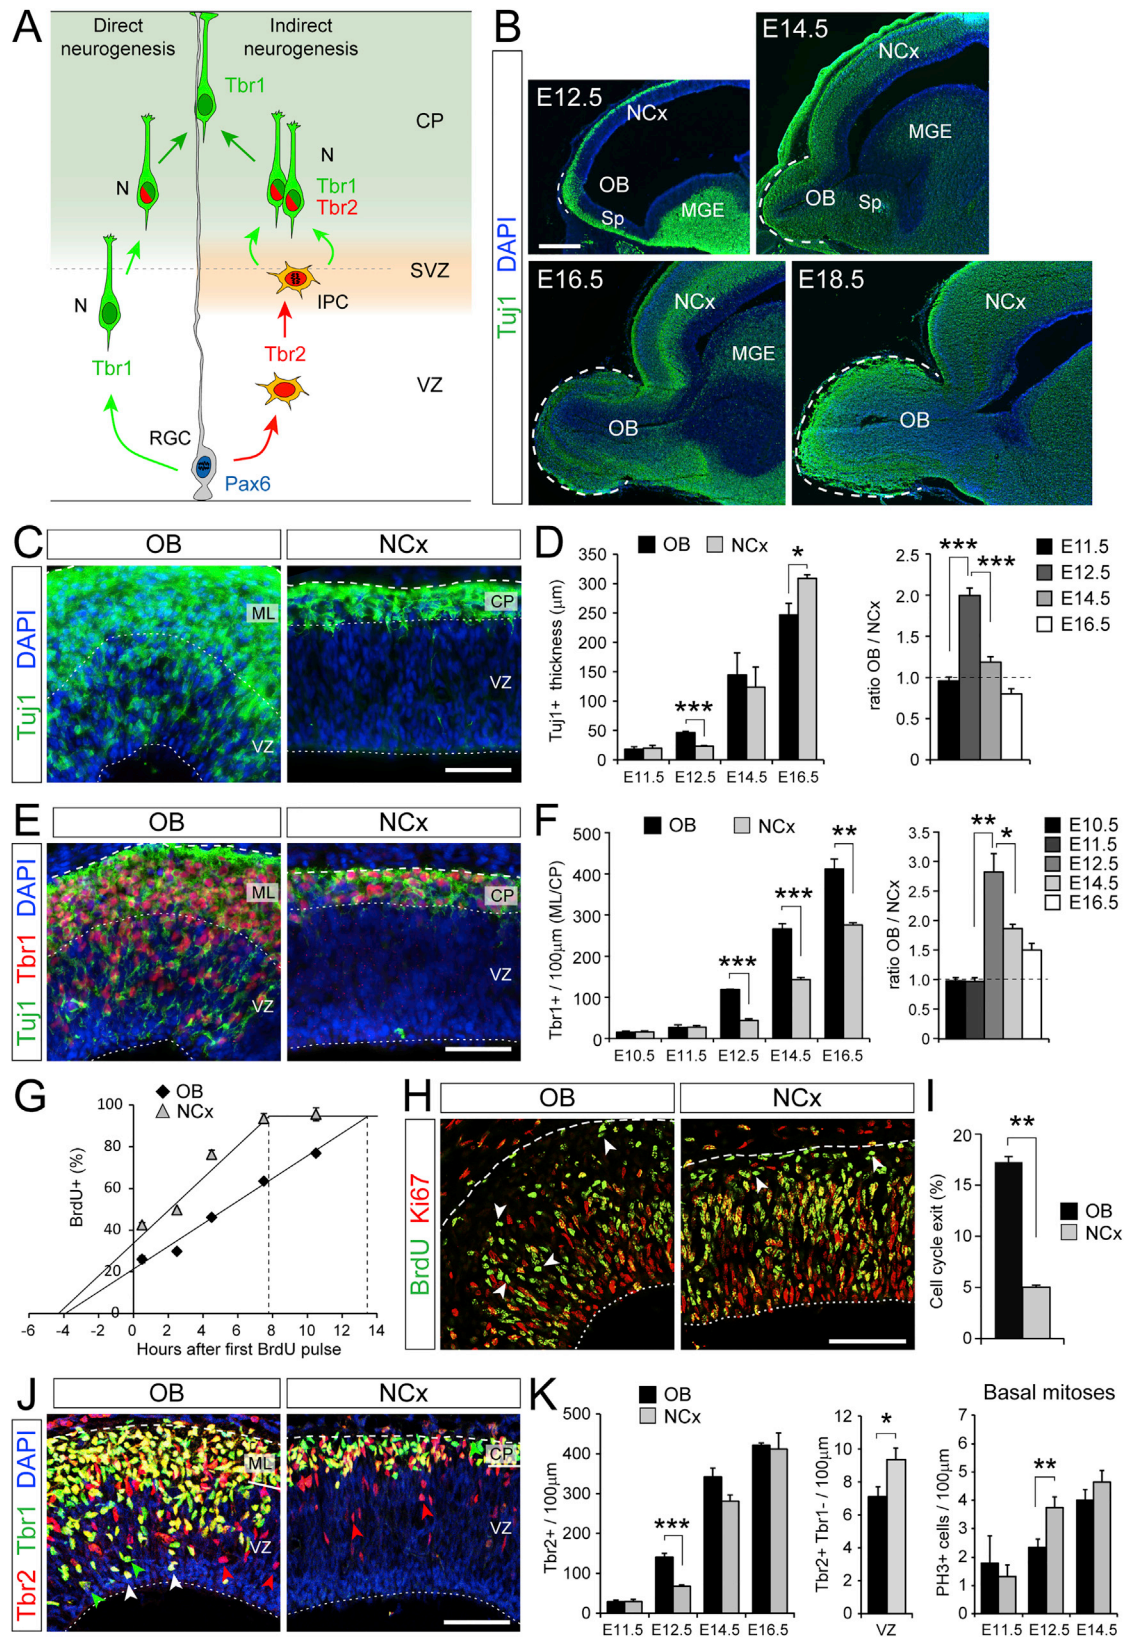 A
Direct
neurogenesis
Indirect
neurogenesis
Tbr1
CP
N
N
Tbr1
Tbr2
SVZ
N
IPC
Tbr1
Tbr2
VZ
RGC
Pax6
B
Tuj1 DAPI
E12.5
NCx
OB
Sp
MGE
E14.5
NCx
MGE
OB
Sp
E16.5
NCx
MGE
OB
E18.5
NCx
OB
C
OB
NCx
Tuj1 DAPI
ML
VZ
CP
VZ
D
OB
NCx
Tuj1+ thickness (μm)
350
300
250
200
150
100
50
0
***
*
E11.5 E12.5 E14.5 E16.5
ratio OB / NCx
2.5
2.0
1.5
1.0
0.5
0
***
***
E11.5
E12.5
E14.5
E16.5
E
OB
NCx
Tuj1 Tbr1 DAPI
ML
VZ
CP
VZ
F
OB
NCx
Tbr1+ / 100μm (ML/CP)
500
400
300
200
100
0
***
***
**
E10.5 E11.5 E12.5 E14.5 E16.5
ratio OB / NCx
3.5
3.0
2.5
2.0
1.5
1.0
0.5
0
**
*
E10.5
E11.5
E12.5
E14.5
E16.5
G
OB
NCx
BrdU+ (%)
100
80
60
40
20
0
-6 -4 -2 0 2 4 6 8 10 12 14
Hours after first BrdU pulse
H
OB
NCx
BrdU Ki67
I
Cell cycle exit (%)
20
15
10
5
0
**
OB
NCx
J
OB
NCx
Tbr2 Tbr1 DAPI
ML
VZ
CP
VZ
K
OB
NCx
Tbr2+ / 100μm
500
400
300
200
100
0
***
E11.5 E12.5 E14.5 E16.5
Tbr2+ Tbr1- / 100μm
12
10
8
6
4
2
0
*
VZ
Basal mitoses
PH3+ cells / 100μm
7
6
5
4
3
2
1
0
**
E11.5 E12.5 E14.5